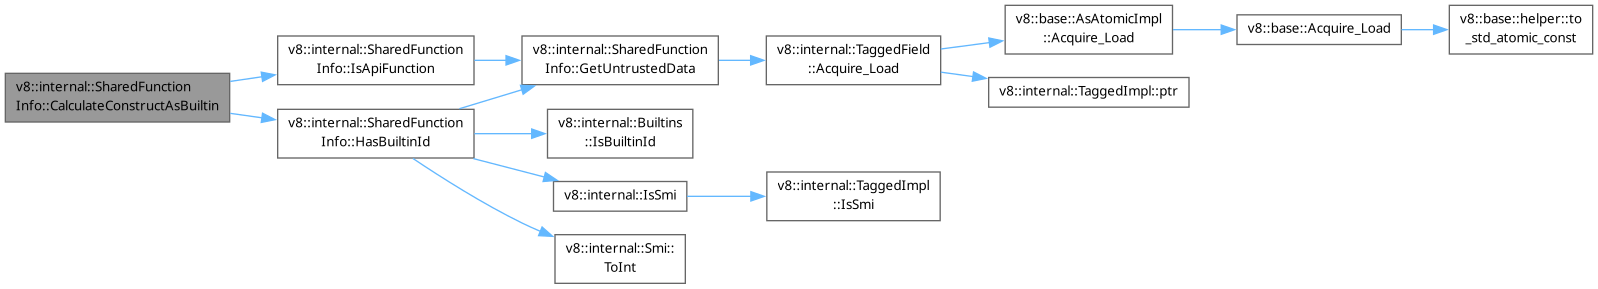 v8::internal::SharedFunction
Info::CalculateConstructAsBuiltin
v8::internal::SharedFunction
Info::IsApiFunction
v8::internal::SharedFunction
Info::HasBuiltinId
v8::internal::SharedFunction
Info::GetUntrustedData
v8::internal::Builtins
::IsBuiltinId
v8::internal::IsSmi
v8::internal::Smi::
ToInt
v8::internal::TaggedField
::Acquire_Load
v8::internal::TaggedImpl
::IsSmi
v8::base::AsAtomicImpl
::Acquire_Load
v8::internal::TaggedImpl::ptr
v8::base::Acquire_Load
v8::base::helper::to
_std_atomic_const